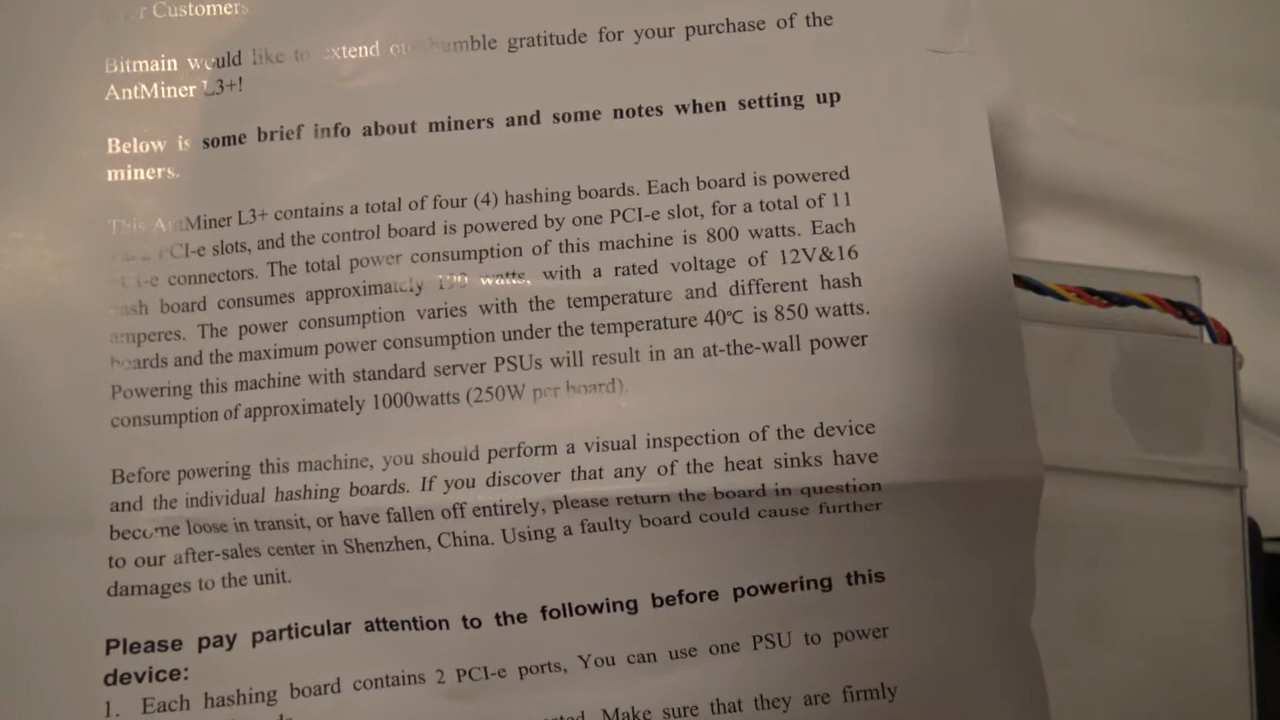 Customers
Bitmain would like to extend our humble gratitude for your purchase of the
AntMiner L3+!
Below is some brief info about miners and some notes when setting up
miners.
This AntMiner L3+ contains a total of four (4) hashing boards. Each board is powered
PCI-e slots, and the control board is powered by one PCI-e slot, for a total of 11
PCI-e connectors. The total power consumption of this machine is 800 watts. Each
hash board consumes approximately 190 watts, with a rated voltage of 12V&16
amperes. The power consumption varies with the temperature and different hash
boards and the maximum power consumption under the temperature 40℃ is 850 watts.
Powering this machine with standard server PSUs will result in an at-the-wall power
consumption of approximately 1000watts (250W per board).
Before powering this machine, you should perform a visual inspection of the device
and the individual hashing boards. If you discover that any of the heat sinks have
become loose in transit, or have fallen off entirely, please return the board in question
to our after-sales center in Shenzhen, China. Using a faulty board could cause further
damages to the unit.
Please pay particular attention to the following before powering this
device:
1. Each hashing board contains 2 PCI-e ports, You can use one PSU to power
Make sure that they are firmly